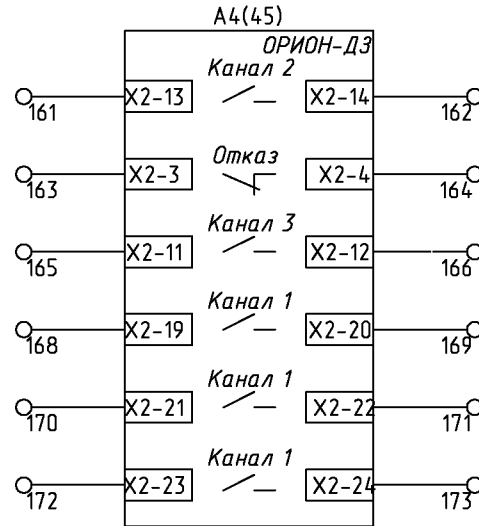 А4(45)
ОРИОН-ДЗ
Канал 2
X2-13 X2-14
161 162
Отказ
X2-3 X2-4
163 164
Канал 3
X2-11 X2-12
165 166
Канал 1
X2-19 X2-20
168 169
Канал 1
X2-21 X2-22
170 171
Канал 1
X2-23 X2-24
172 173